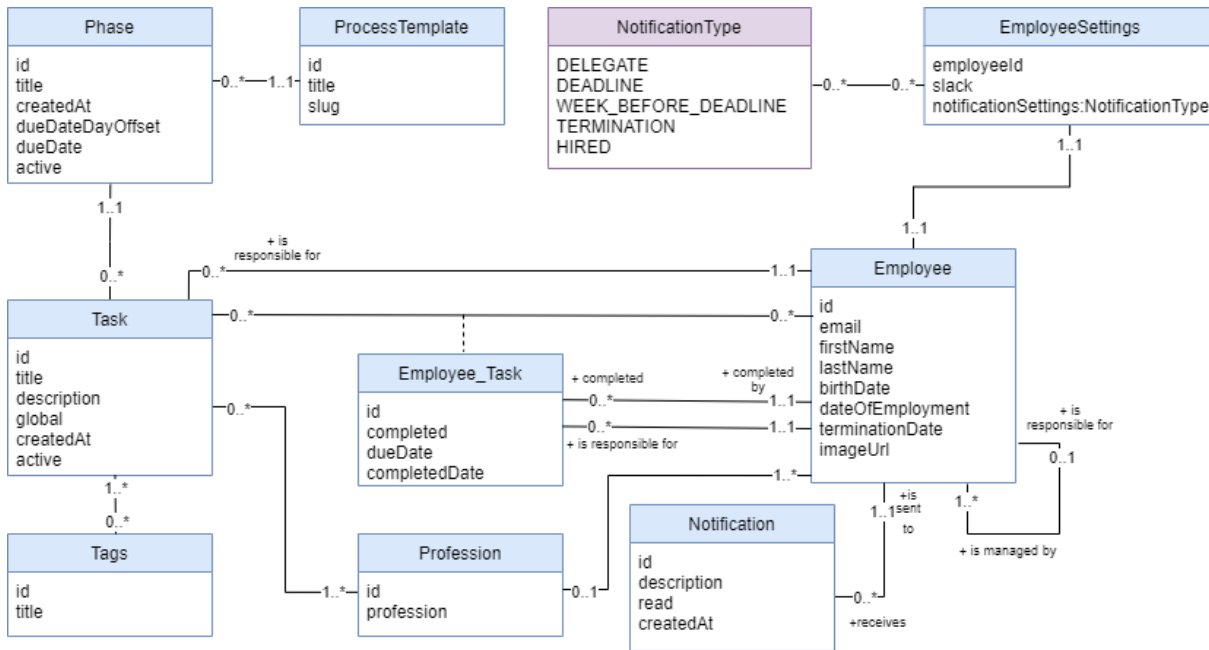 Phase
id
title
createdAt
dueDateDayOffset
dueDate
active
0..*
1..1
ProcessTemplate
id
title
slug
NotificationType
DELEGATE
DEADLINE
WEEK_BEFORE_DEADLINE
TERMINATION
HIRED
0..*
0..*
EmployeeSettings
employeeId
slack
notificationSettings:NotificationType
1..1
1..1
1..1
0..*
+ is
responsible for
0..*
1..1
0..*
0..*
Task
id
title
description
global
createdAt
active
Employee
id
email
firstName
lastName
birthDate
dateOfEmployment
terminationDate
imageUrl
Employee_Task
id
completed
dueDate
completedDate
+ completed
+ completed
by
0..*
1..1
0..*
1..1
+ is responsible for
+ is
responsible for
0..1
1..*
+ is managed by
0..*
1..*
1..*
0..*
Tags
id
title
Profession
id
profession
0..1
1..*
Notification
id
description
read
createdAt
+is
sent
to
1..1
0..*
+receives